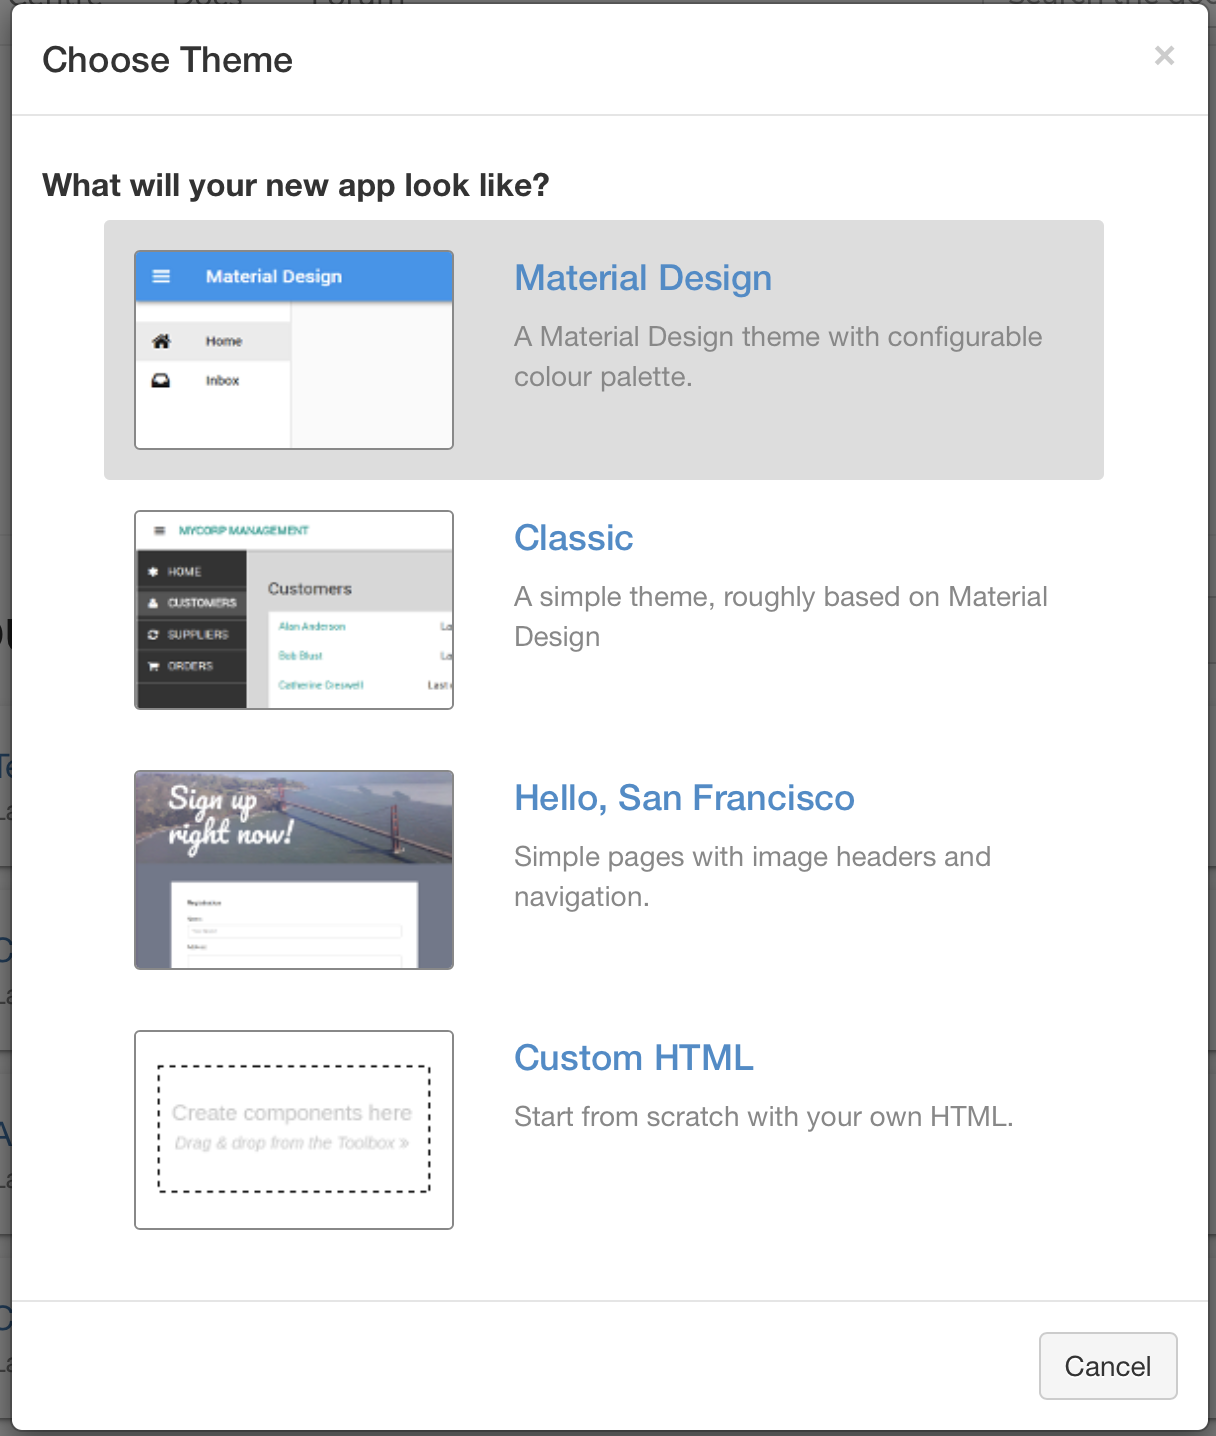 Choose Theme
×
What will your new app look like?
Material Design
Home
Inbox
Material Design
A Material Design theme with configurable
colour palette.
MYCORP MANAGEMENT
HOME
CUSTOMERS
SUPPLIERS
ORDERS
Customers
Alan Anderson
Bob Blust
Catherine Creswell
Last
Classic
A simple theme, roughly based on Material
Design
Sign up
right now!
Registration
Name
Hello, San Francisco
Simple pages with image headers and
navigation.
Create components here
Drag & drop from the Toolbox »
Custom HTML
Start from scratch with your own HTML.
Cancel